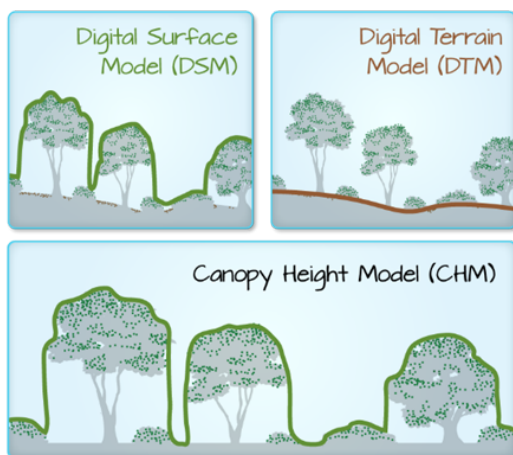 Digital Surface
Model (DSM)
Digital Terrain
Model (DTM)
Canopy Height Model (CHM)